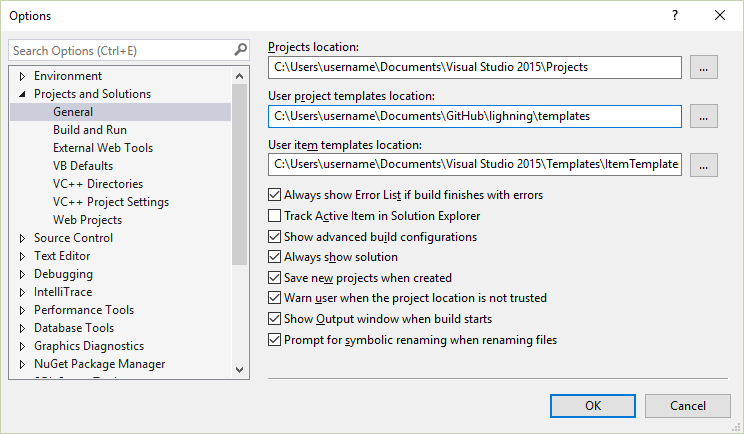 Options
?
Search Options (Ctrl+E)
Environment
Projects and Solutions
General
Build and Run
External Web Tools
VB Defaults
VC++ Directories
VC++ Project Settings
Web Projects
Source Control
Text Editor
Debugging
IntelliTrace
Performance Tools
Database Tools
Graphics Diagnostics
NuGet Package Manager
Projects location:
C:\Users\username\Documents\Visual Studio 2015\Projects
...
User project templates location:
C:\Users\username\Documents\GitHub\lighning\templates
...
User item templates location:
C:\Users\username\Documents\Visual Studio 2015\Templates\ItemTemplate
...
Always show Error List if build finishes with errors
Track Active Item in Solution Explorer
Show advanced build configurations
Always show solution
Save new projects when created
Warn user when the project location is not trusted
Show Output window when build starts
Prompt for symbolic renaming when renaming files
OK
Cancel